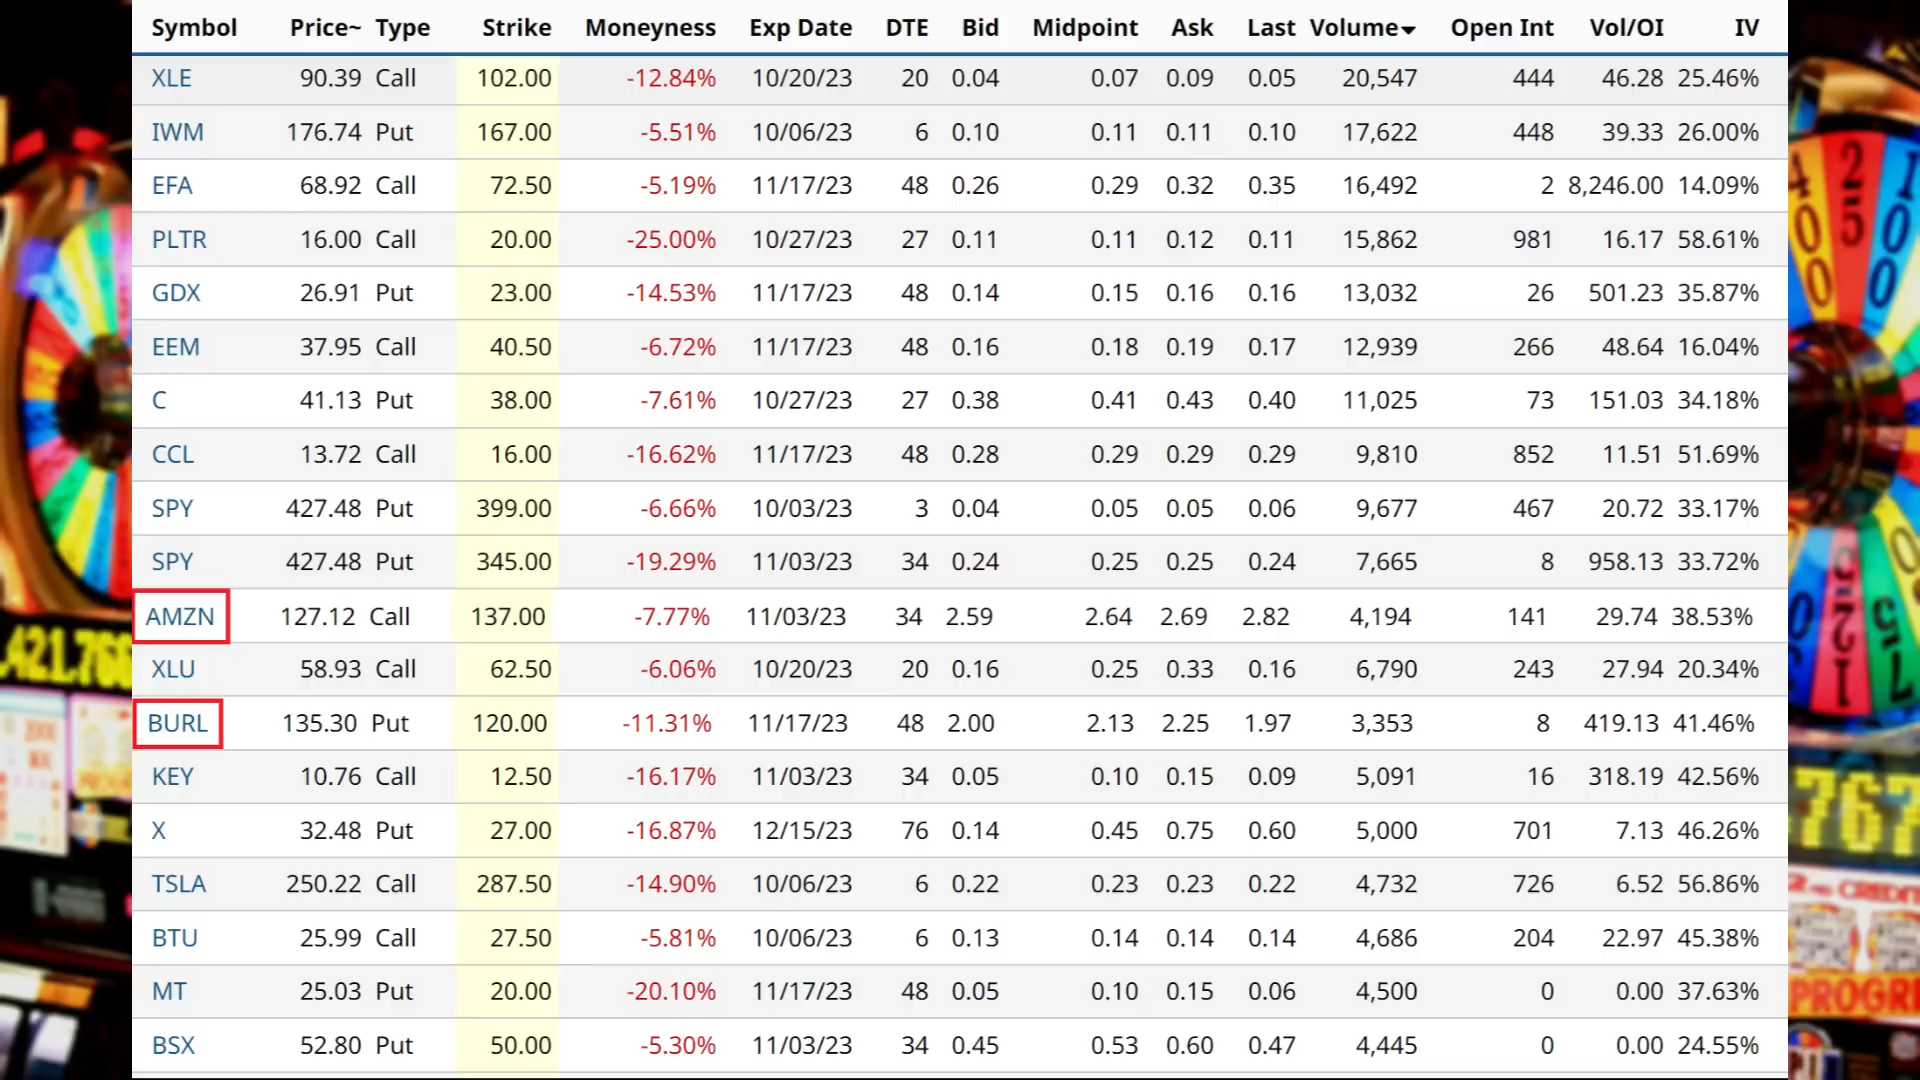 Symbol Price~ Type Strike Moneyness Exp Date DTE Bid Midpoint Ask Last Volume Open Int Vol/OI IV
XLE 90.39 Call 102.00 -12.84% 10/20/23 20 0.04 0.07 0.09 0.05 20,547 444 46.28 25.46%
IWM 176.74 Put 167.00 -5.51% 10/06/23 6 0.10 0.11 0.11 0.10 17,622 448 39.33 26.00%
EFA 68.92 Call 72.50 -5.19% 11/17/23 48 0.26 0.29 0.32 0.35 16,492 2 8,246.00 14.09%
PLTR 16.00 Call 20.00 -25.00% 10/27/23 27 0.11 0.11 0.12 0.11 15,862 981 16.17 58.61%
GDX 26.91 Put 23.00 -14.53% 11/17/23 48 0.14 0.15 0.16 0.16 13,032 26 501.23 35.87%
EEM 37.95 Call 40.50 -6.72% 11/17/23 48 0.16 0.18 0.19 0.17 12,939 266 48.64 16.04%
C 41.13 Put 38.00 -7.61% 10/27/23 27 0.38 0.41 0.43 0.40 11,025 73 151.03 34.18%
CCL 13.72 Call 16.00 -16.62% 11/17/23 48 0.28 0.29 0.29 0.29 9,810 852 11.51 51.69%
SPY 427.48 Put 399.00 -6.66% 10/03/23 3 0.04 0.05 0.05 0.06 9,677 467 20.72 33.17%
SPY 427.48 Put 345.00 -19.29% 11/03/23 34 0.24 0.25 0.25 0.24 7,665 8 958.13 33.72%
AMZN 127.12 Call 137.00 -7.77% 11/03/23 34 2.59 2.64 2.69 2.82 4,194 141 29.74 38.53%
XLU 58.93 Call 62.50 -6.06% 10/20/23 20 0.16 0.25 0.33 0.16 6,790 243 27.94 20.34%
BURL 135.30 Put 120.00 -11.31% 11/17/23 48 2.00 2.13 2.25 1.97 3,353 8 419.13 41.46%
KEY 10.76 Call 12.50 -16.17% 11/03/23 34 0.05 0.10 0.15 0.09 5,091 16 318.19 42.56%
X 32.48 Put 27.00 -16.87% 12/15/23 76 0.14 0.45 0.75 0.60 5,000 701 7.13 46.26%
TSLA 250.22 Call 287.50 -14.90% 10/06/23 6 0.22 0.23 0.23 0.22 4,732 726 6.52 56.86%
BTU 25.99 Call 27.50 -5.81% 10/06/23 6 0.13 0.14 0.14 0.14 4,686 204 22.97 45.38%
MT 25.03 Put 20.00 -20.10% 11/17/23 48 0.05 0.10 0.15 0.06 4,500 0 0.00 37.63%
BSX 52.80 Put 50.00 -5.30% 11/03/23 34 0.45 0.53 0.60 0.47 4,445 0 0.00 24.55%